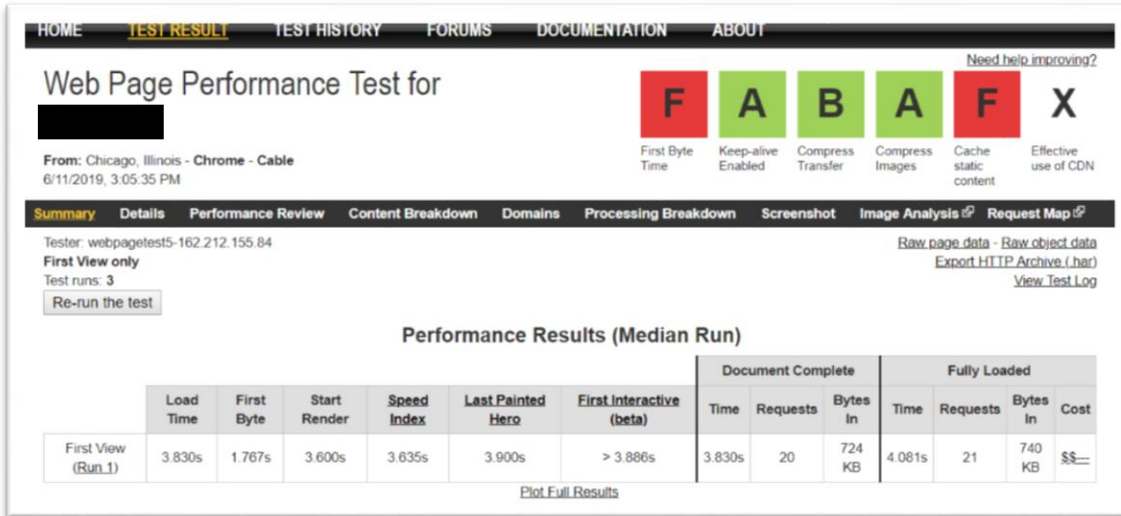 HOME TEST RESULT TEST HISTORY FORUMS DOCUMENTATION ABOUT
Need help improving?
Web Page Performance Test for
F A B A F X
First Byte Time
Keep-alive Enabled
Compress Transfer
Compress Images
Cache static content
Effective use of CDN
From: Chicago, Illinois - Chrome - Cable
6/11/2019, 3:05:35 PM
Summary Details Performance Review Content Breakdown Domains Processing Breakdown Screenshot Image Analysis Request Map
Tester: webpagetest5-162.212.155.84
First View only
Test runs: 3
Re-run the test
Raw page data - Raw object data
Export HTTP Archive (.har)
View Test Log
Performance Results (Median Run)
Document Complete Fully Loaded
Load Time First Byte Start Render Speed Index Last Painted Hero First Interactive (beta) Time Requests Bytes In Time Requests Bytes In Cost
First View (Run 1) 3.830s 1.767s 3.600s 3.635s 3.900s > 3.886s 3.830s 20 724 KB 4.081s 21 740 KB $$---
Plot Full Results